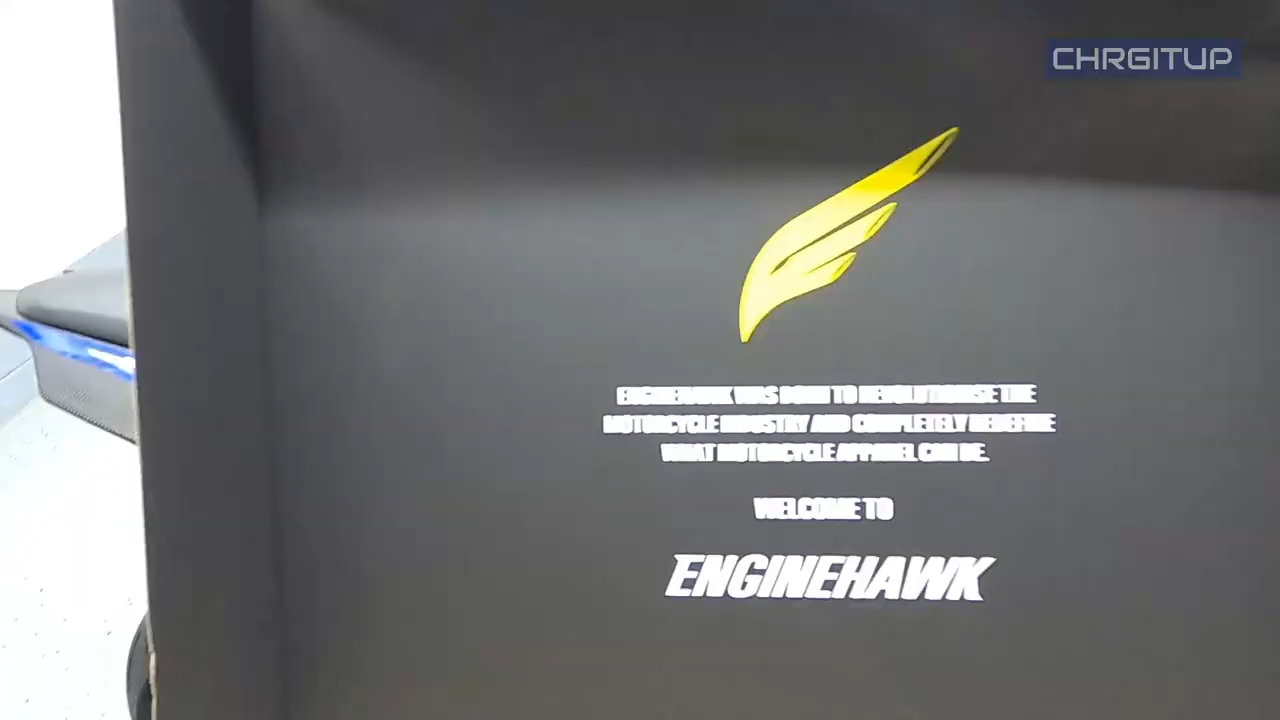 CHRGITUP
ENGINEHAWK WAS BORN TO REVOLUTIONISE THE
MOTORCYCLE INDUSTRY AND COMPLETELY REDEFINE
WHAT MOTORCYCLE APPAREL CAN BE.
WELCOME TO
ENGINEHAWK